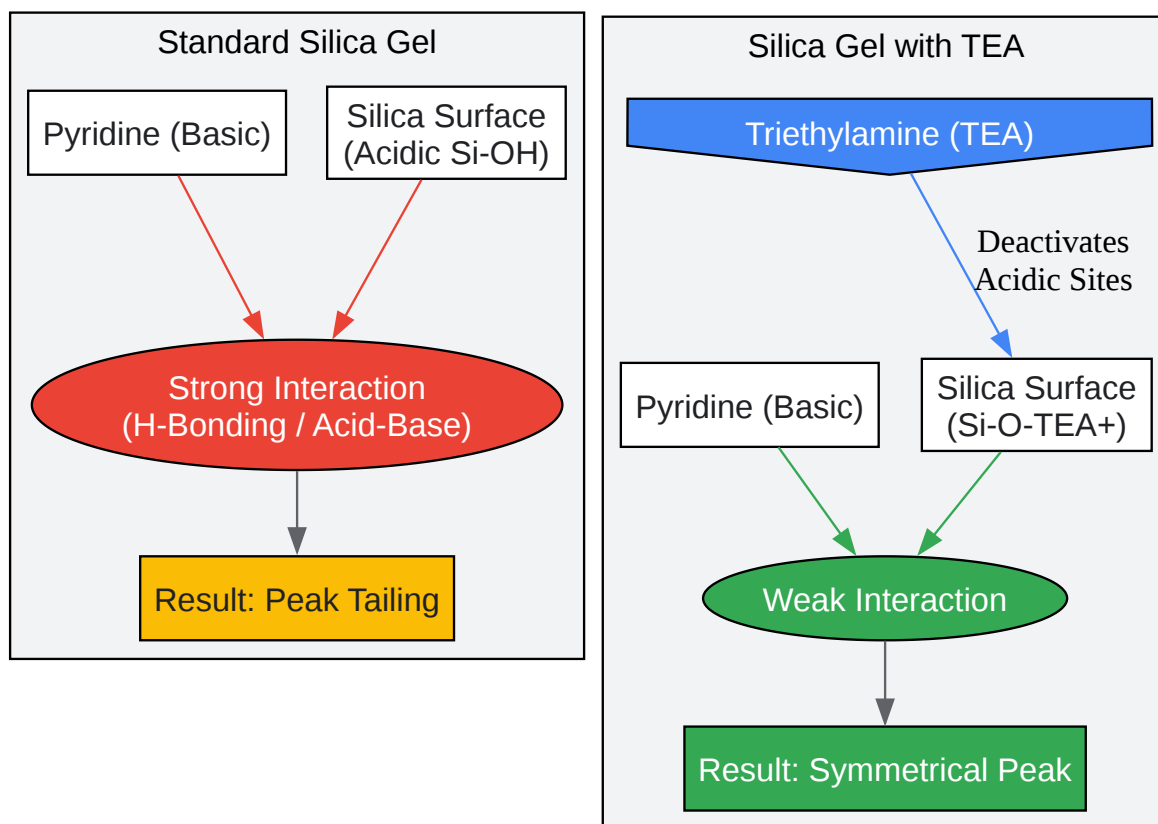 Standard Silica Gel
Pyridine (Basic)
Silica Surface
(Acidic Si-OH)
Strong Interaction
(H-Bonding / Acid-Base)
Result: Peak Tailing
Silica Gel with TEA
Triethylamine (TEA)
Deactivates
Acidic Sites
Pyridine (Basic)
Silica Surface
(Si-O-TEA+)
Weak Interaction
Result: Symmetrical Peak